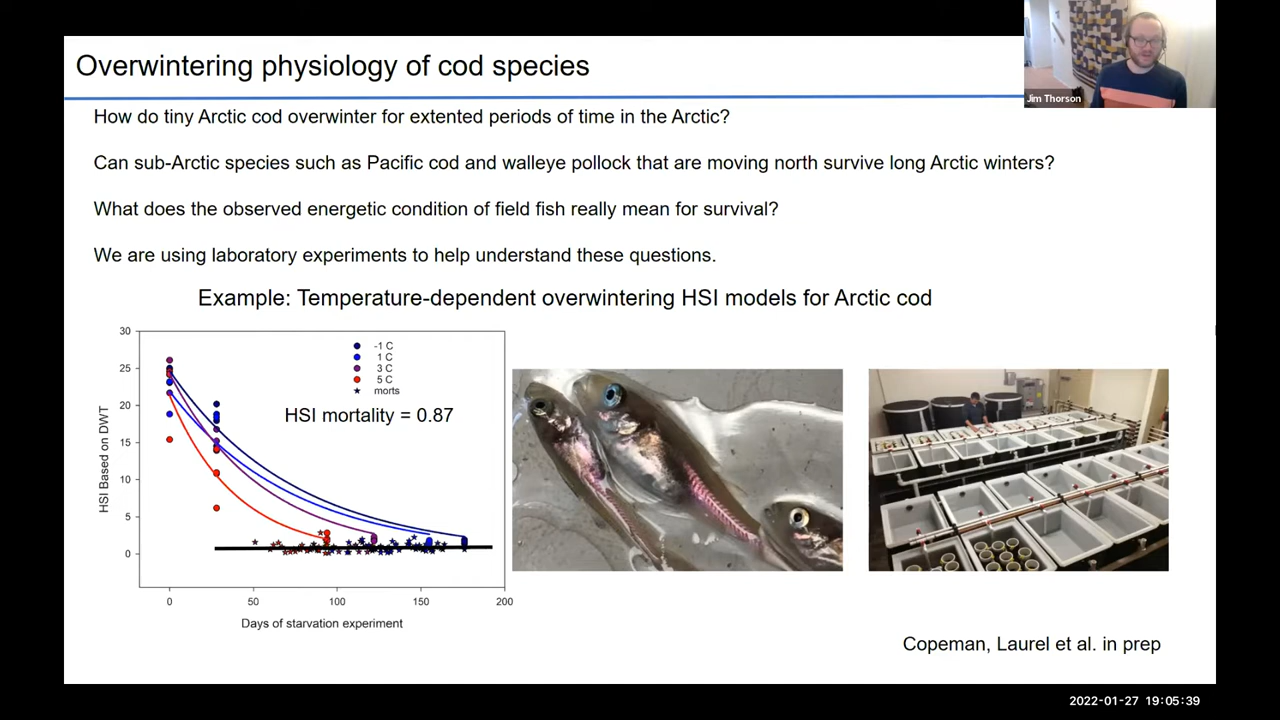 Overwintering physiology of cod species
Jim Thorson
How do tiny Arctic cod overwinter for extented periods of time in the Arctic?
Can sub-Arctic species such as Pacific cod and walleye pollock that are moving north survive long Arctic winters?
What does the observed energetic condition of field fish really mean for survival?
We are using laboratory experiments to help understand these questions.
Example: Temperature-dependent overwintering HSI models for Arctic cod
HSI Based on DWT
30
25
20
15
10
5
0
-1 C
1 C
3 C
5 C
morts
HSI mortality = 0.87
0
50
100
150
200
Days of starvation experiment
Copeman, Laurel et al. in prep
2022-01-27 19:05:39